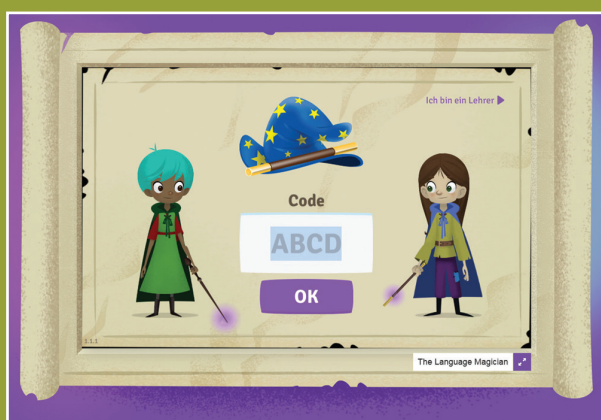 Ich bin ein Lehrer
Code
ABCD
OK
1.1.1
The Language Magician